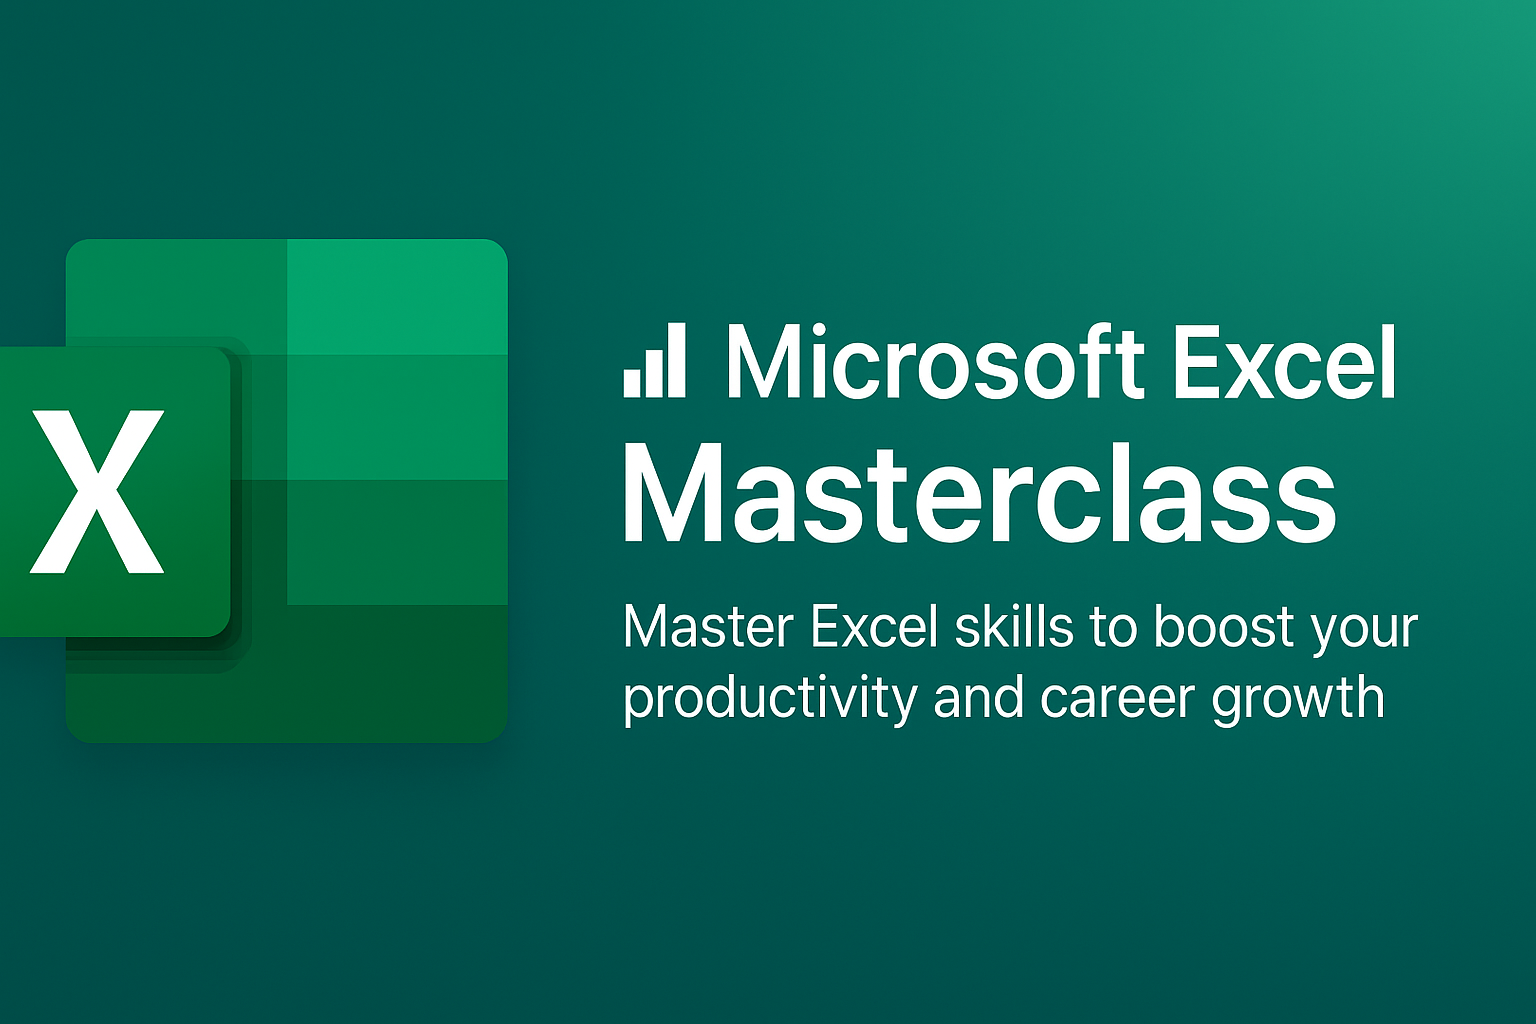 X
Microsoft Excel
Masterclass
Master Excel skills to boost your
productivity and career growth